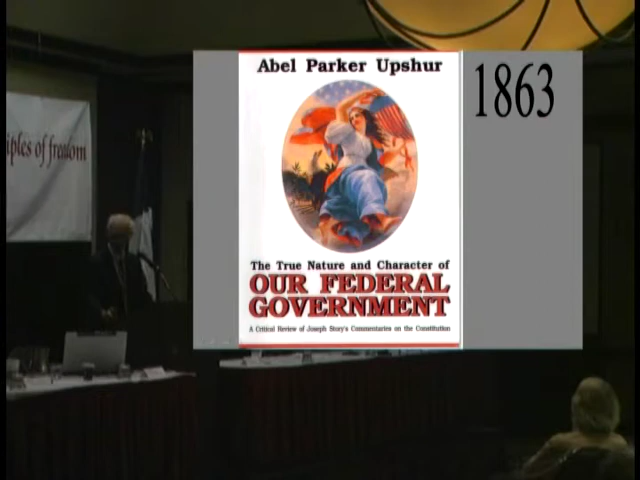 Abel Parker Upshur
1863
iples of freedom
The True Nature and Character of
OUR FEDERAL
GOVERNMENT
A Critical Review of Joseph Story's Commentaries on the Constitution